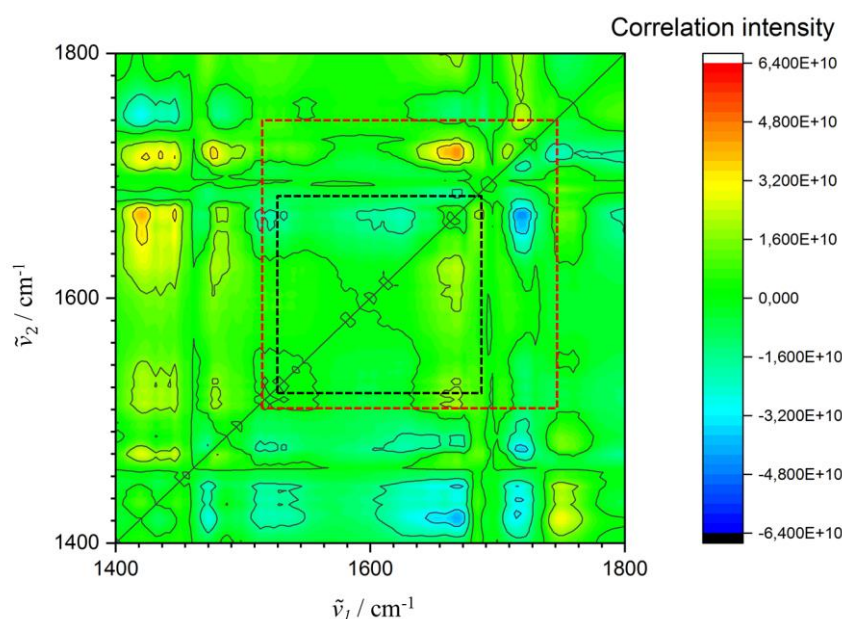 Correlation intensity
1800
1600
1400
ṽ2 / cm-1
1400
1600
1800
ṽ1 / cm-1
6,400E+10
4,800E+10
3,200E+10
1,600E+10
0,000
-1,600E+10
-3,200E+10
-4,800E+10
-6,400E+10